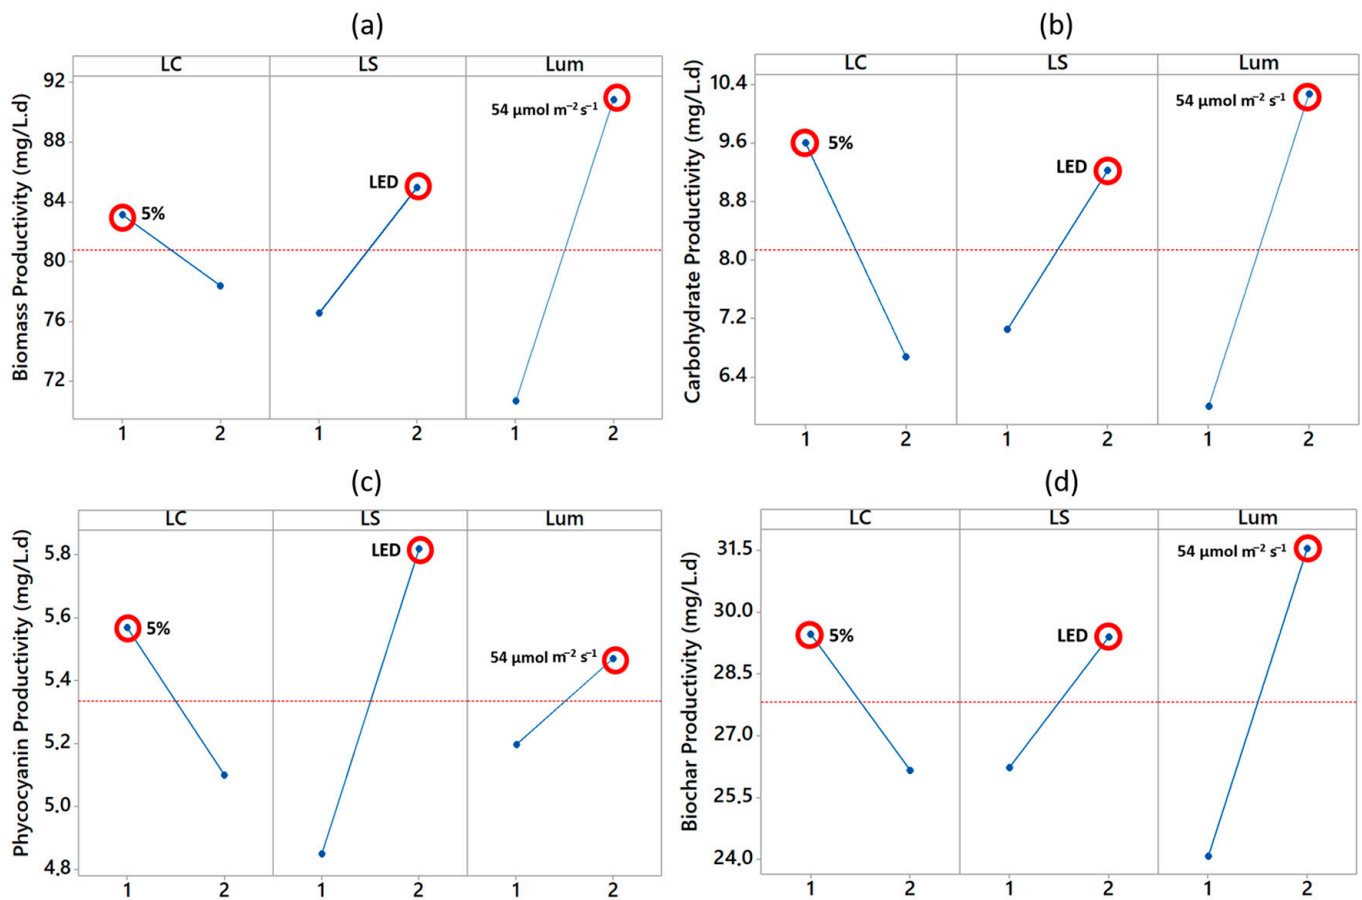 (a)
LC LS Lum
Biomass Productivity (mg/L.d)
92
88
84
80
76
72
5%
LED
54 µmol m⁻² s⁻¹
1 2 1 2 1 2
(b)
LC LS Lum
Carbohydrate Productivity (mg/L.d)
10.4
9.6
8.8
8.0
7.2
6.4
5%
LED
54 µmol m⁻² s⁻¹
1 2 1 2 1 2
(c)
LC LS Lum
Phycocyanin Productivity (mg/L.d)
5.8
5.6
5.4
5.2
5.0
4.8
5%
LED
54 µmol m⁻² s⁻¹
1 2 1 2 1 2
(d)
LC LS Lum
Biochar Productivity (mg/L.d)
31.5
30.0
28.5
27.0
25.5
24.0
5%
LED
54 µmol m⁻² s⁻¹
1 2 1 2 1 2